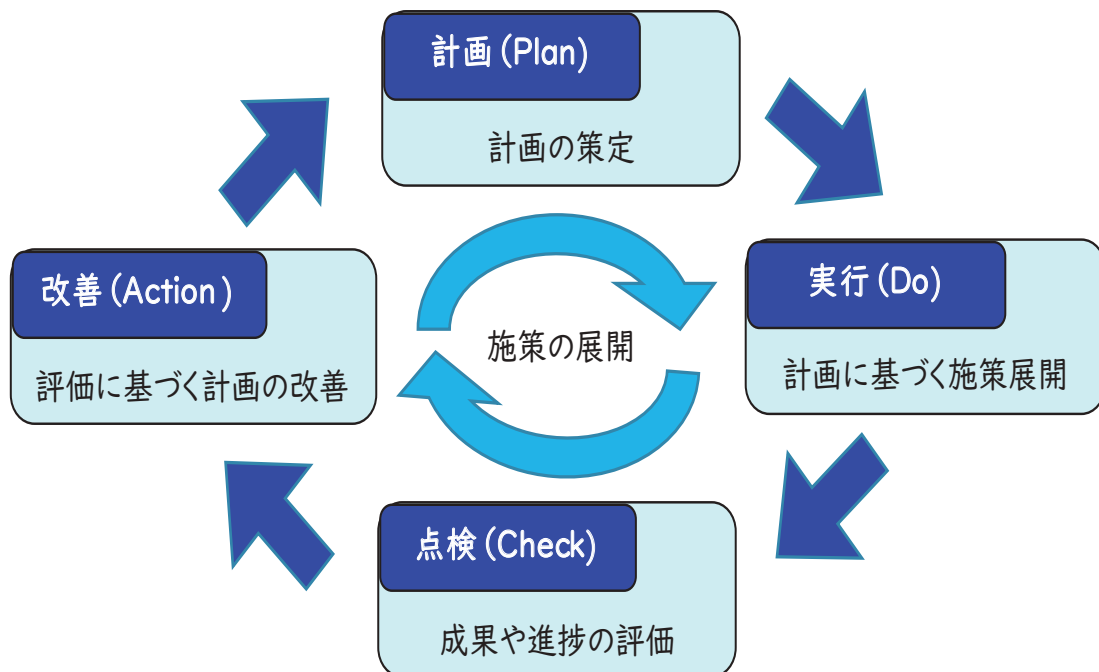 計画(Plan)
計画の策定
実行(Do)
計画に基づく施策展開
点検(Check)
成果や進捗の評価
改善(Action)
評価に基づく計画の改善
施策の展開